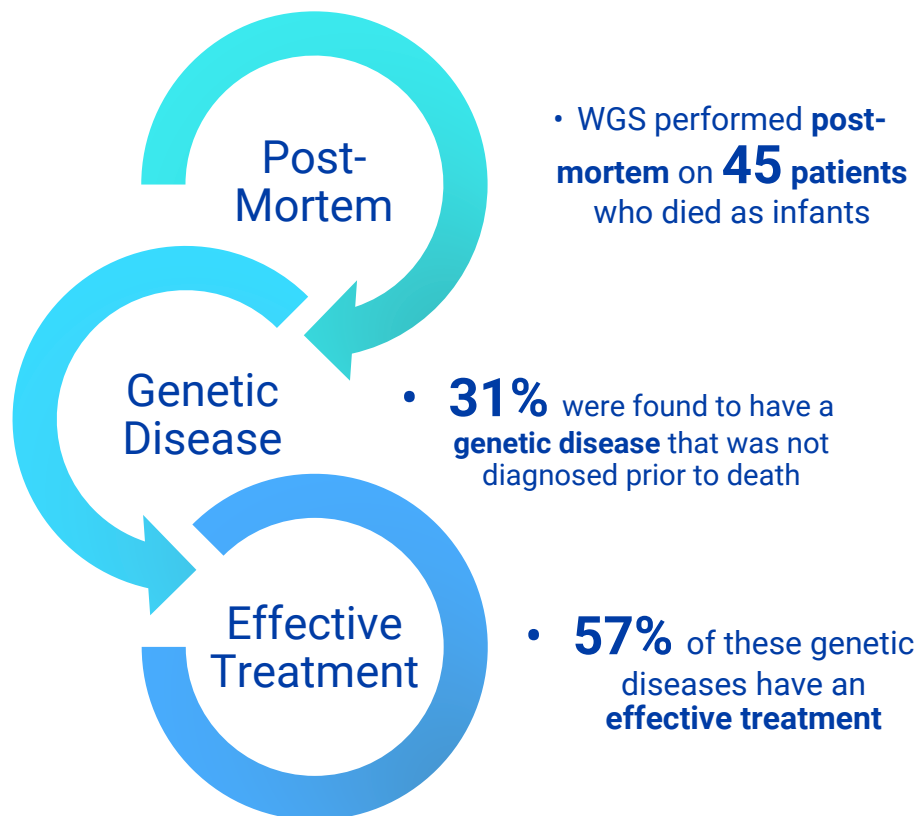 Post-
Mortem
• WGS performed post-
mortem on 45 patients
who died as infants
Genetic
Disease
• 31% were found to have a
genetic disease that was not
diagnosed prior to death
Effective
Treatment
• 57% of these genetic
diseases have an
effective treatment